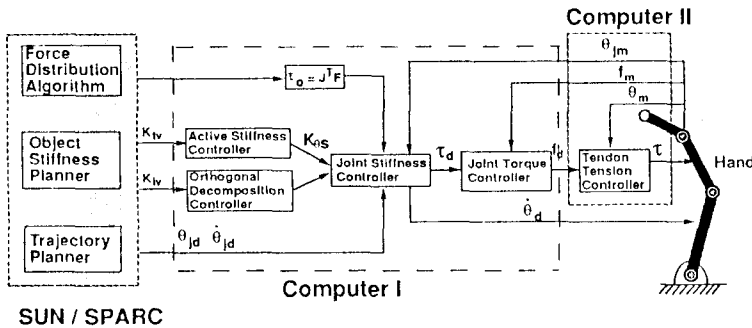 Computer II
Force
Distribution
Algorithm
τo = JᵀF
θjm
fm
θm
Object
Stiffness
Planner
Ktv
Active Stiffness
Controller
Kθs
Kiv
Orthogonal
Decomposition
Controller
Joint Stiffness
Controller
τd
Joint Torque
Controller
fd
Tendon
Tension
Controller
τ
Hand
Trajectory
Planner
θjd θ̇jd
θ̇d
Computer I
SUN / SPARC